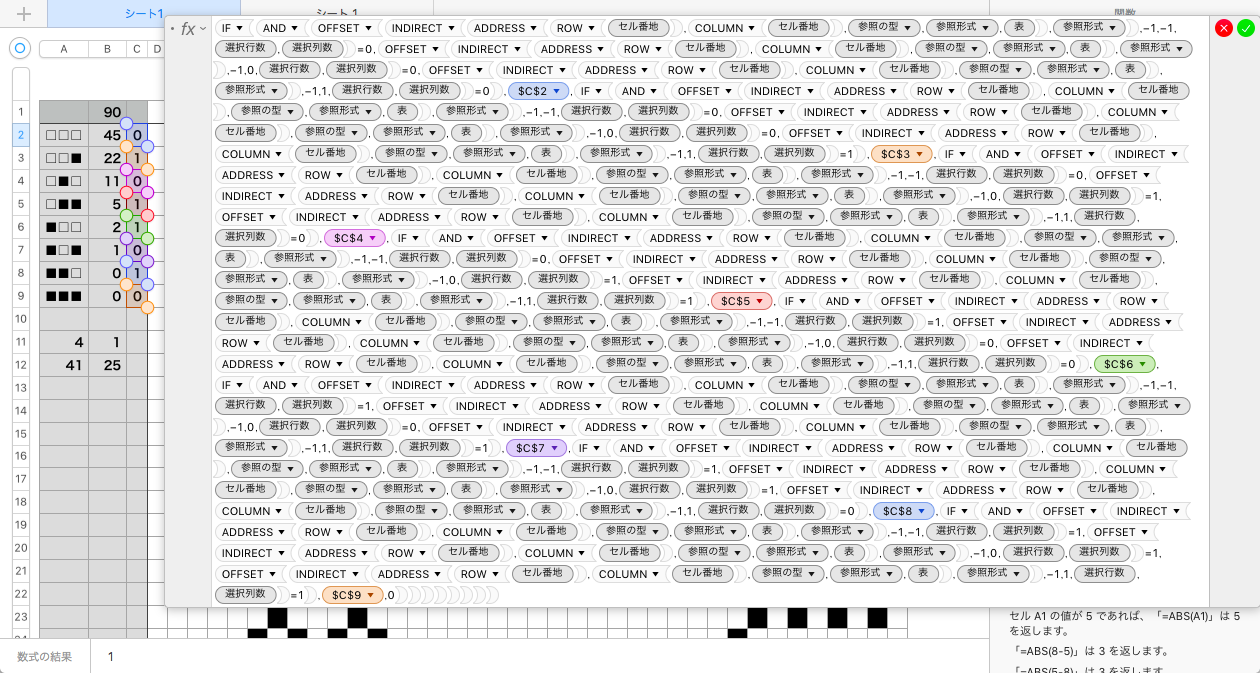 シート1 シート 1
fx
IF AND OFFSET INDIRECT ADDRESS ROW セル番地 , COLUMN セル番地 , 参照の型 , 参照形式 , 表 , 参照形式 , −1,−1,
選択行数 , 選択列数 =0, OFFSET INDIRECT ADDRESS ROW セル番地 , COLUMN セル番地 , 参照の型 , 参照形式 , 表 , 参照形式
,−1,0, 選択行数 , 選択列数 =0, OFFSET INDIRECT ADDRESS ROW セル番地 , COLUMN セル番地 , 参照の型 , 参照形式 , 表 ,
参照形式 ,−1,1, 選択行数 , 選択列数 =0 , $C$2 , IF AND OFFSET INDIRECT ADDRESS ROW セル番地 , COLUMN セル番地
, 参照の型 , 参照形式 , 表 , 参照形式 ,−1,−1, 選択行数 , 選択列数 =0, OFFSET INDIRECT ADDRESS ROW セル番地 , COLUMN
セル番地 , 参照の型 , 参照形式 , 表 , 参照形式 ,−1,0, 選択行数 , 選択列数 =0, OFFSET INDIRECT ADDRESS ROW セル番地 ,
COLUMN セル番地 , 参照の型 , 参照形式 , 表 , 参照形式 ,−1,1, 選択行数 , 選択列数 =1 , $C$3 , IF AND OFFSET INDIRECT
ADDRESS ROW セル番地 , COLUMN セル番地 , 参照の型 , 参照形式 , 表 , 参照形式 ,−1,−1, 選択行数 , 選択列数 =0, OFFSET
INDIRECT ADDRESS ROW セル番地 , COLUMN セル番地 , 参照の型 , 参照形式 , 表 , 参照形式 ,−1,0, 選択行数 , 選択列数 =1,
OFFSET INDIRECT ADDRESS ROW セル番地 , COLUMN セル番地 , 参照の型 , 参照形式 , 表 , 参照形式 ,−1,1, 選択行数 ,
選択列数 =0 , $C$4 , IF AND OFFSET INDIRECT ADDRESS ROW セル番地 , COLUMN セル番地 , 参照の型 , 参照形式 ,
表 , 参照形式 ,−1,−1, 選択行数 , 選択列数 =0, OFFSET INDIRECT ADDRESS ROW セル番地 , COLUMN セル番地 , 参照の型 ,
参照形式 , 表 , 参照形式 ,−1,0, 選択行数 , 選択列数 =1, OFFSET INDIRECT ADDRESS ROW セル番地 , COLUMN セル番地 ,
参照の型 , 参照形式 , 表 , 参照形式 ,−1,1, 選択行数 , 選択列数 =1 , $C$5 , IF AND OFFSET INDIRECT ADDRESS ROW
セル番地 , COLUMN セル番地 , 参照の型 , 参照形式 , 表 , 参照形式 ,−1,−1, 選択行数 , 選択列数 =1, OFFSET INDIRECT ADDRESS
ROW セル番地 , COLUMN セル番地 , 参照の型 , 参照形式 , 表 , 参照形式 ,−1,0, 選択行数 , 選択列数 =0, OFFSET INDIRECT
ADDRESS ROW セル番地 , COLUMN セル番地 , 参照の型 , 参照形式 , 表 , 参照形式 ,−1,1, 選択行数 , 選択列数 =0 , $C$6 ,
IF AND OFFSET INDIRECT ADDRESS ROW セル番地 , COLUMN セル番地 , 参照の型 , 参照形式 , 表 , 参照形式 ,−1,−1,
選択行数 , 選択列数 =1, OFFSET INDIRECT ADDRESS ROW セル番地 , COLUMN セル番地 , 参照の型 , 参照形式 , 表 , 参照形式
,−1,0, 選択行数 , 選択列数 =0, OFFSET INDIRECT ADDRESS ROW セル番地 , COLUMN セル番地 , 参照の型 , 参照形式 , 表 ,
参照形式 ,−1,1, 選択行数 , 選択列数 =1 , $C$7 , IF AND OFFSET INDIRECT ADDRESS ROW セル番地 , COLUMN セル番地
, 参照の型 , 参照形式 , 表 , 参照形式 ,−1,−1, 選択行数 , 選択列数 =1, OFFSET INDIRECT ADDRESS ROW セル番地 , COLUMN
セル番地 , 参照の型 , 参照形式 , 表 , 参照形式 ,−1,0, 選択行数 , 選択列数 =1, OFFSET INDIRECT ADDRESS ROW セル番地 ,
COLUMN セル番地 , 参照の型 , 参照形式 , 表 , 参照形式 ,−1,1, 選択行数 , 選択列数 =0 , $C$8 , IF AND OFFSET INDIRECT
ADDRESS ROW セル番地 , COLUMN セル番地 , 参照の型 , 参照形式 , 表 , 参照形式 ,−1,−1, 選択行数 , 選択列数 =1, OFFSET
INDIRECT ADDRESS ROW セル番地 , COLUMN セル番地 , 参照の型 , 参照形式 , 表 , 参照形式 ,−1,0, 選択行数 , 選択列数 =1,
OFFSET INDIRECT ADDRESS ROW セル番地 , COLUMN セル番地 , 参照の型 , 参照形式 , 表 , 参照形式 ,−1,1, 選択行数 ,
選択列数 =1 , $C$9 ,0
A B C D
1 90
2 □□□ 45 0
3 □□■ 22 1
4 □■□ 11 0
5 □■■ 5 1
6 ■□□ 2 1
7 ■□■ 1 0
8 ■■□ 0 1
9 ■■■ 0 0
10
11 4 1
12 41 25
13
14
15
16
17
18
19
20
21
22
23
セル A1 の値が 5 であれば、「=ABS(A1)」は 5
を返します。
「=ABS(8-5)」は 3 を返します。
「=ABS(5-8)」は 3 を返します。
数式の結果 1